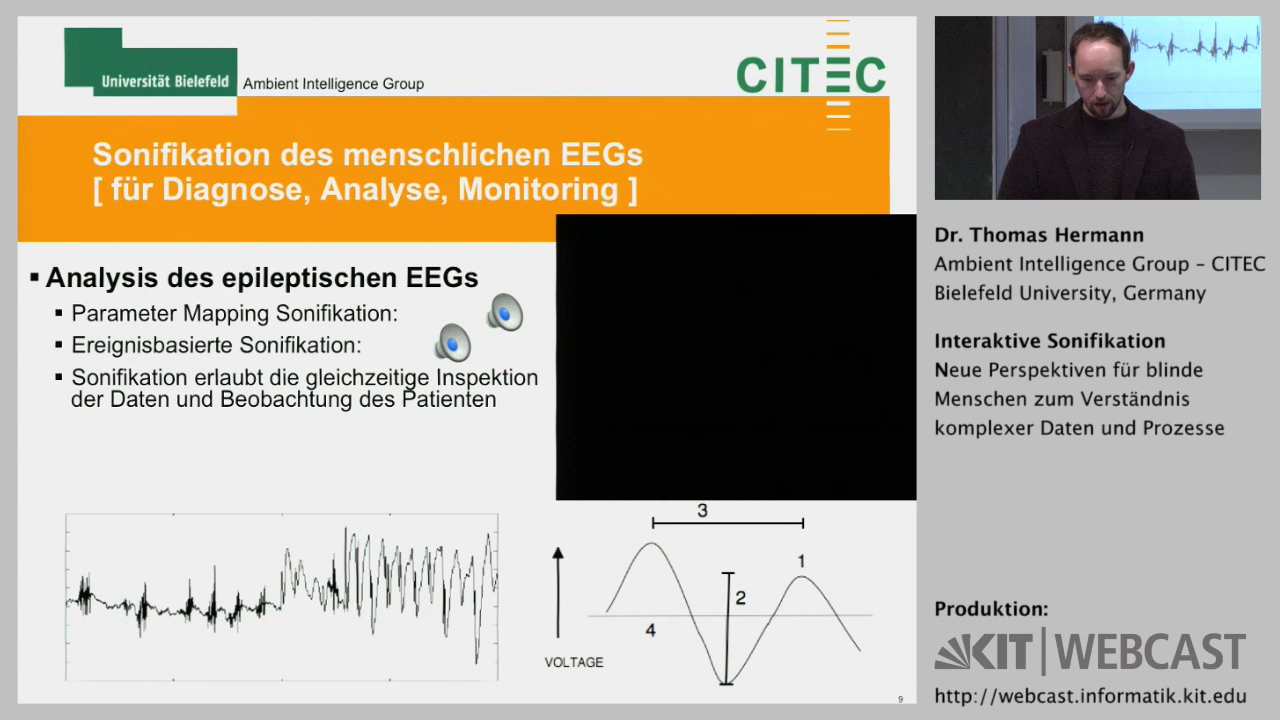 Universität Bielefeld
Ambient Intelligence Group
CITEC
Sonifikation des menschlichen EEGs
[ für Diagnose, Analyse, Monitoring ]
▪ Analysis des epileptischen EEGs
▪ Parameter Mapping Sonifikation:
▪ Ereignisbasierte Sonifikation:
▪ Sonifikation erlaubt die gleichzeitige Inspektion
der Daten und Beobachtung des Patienten
3
1
2
4
VOLTAGE
9
Dr. Thomas Hermann
Ambient Intelligence Group – CITEC
Bielefeld University, Germany
Interaktive Sonifikation
Neue Perspektiven für blinde
Menschen zum Verständnis
komplexer Daten und Prozesse
Produktion:
KIT | WEBCAST
http://webcast.informatik.kit.edu